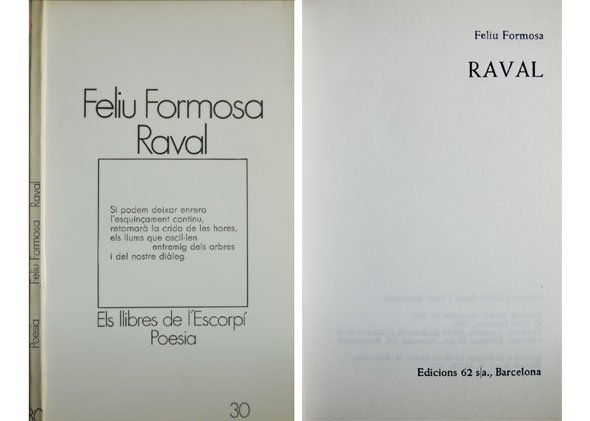 Poesia Feliu Formosa Raval
30
Feliu Formosa
Raval
Si podem deixar enrera
l'esquinçament continu,
retornarà la crida de les hores,
els llums que oscil·len
entremig dels arbres
i del nostre diàleg.
Els llibres de l'Escorpí
Poesia
30
Feliu Formosa
RAVAL
Edicions 62 s|a., Barcelona